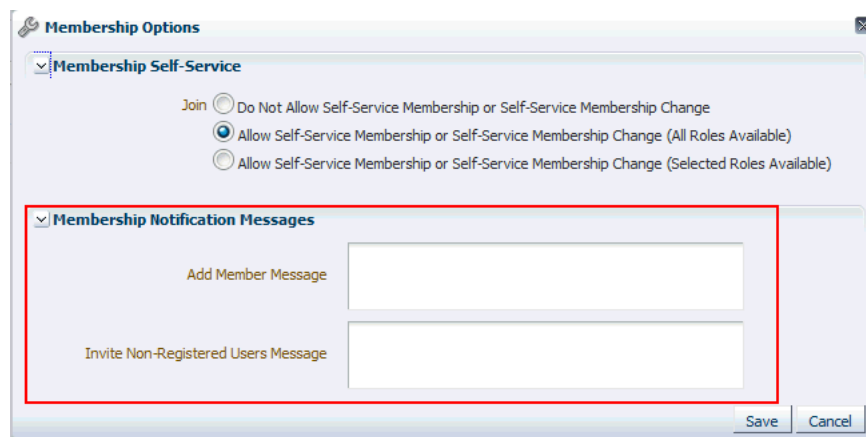 Membership Options
Membership Self-Service
Join Do Not Allow Self-Service Membership or Self-Service Membership Change
Allow Self-Service Membership or Self-Service Membership Change (All Roles Available)
Allow Self-Service Membership or Self-Service Membership Change (Selected Roles Available)
Membership Notification Messages
Add Member Message
Invite Non-Registered Users Message
Save Cancel